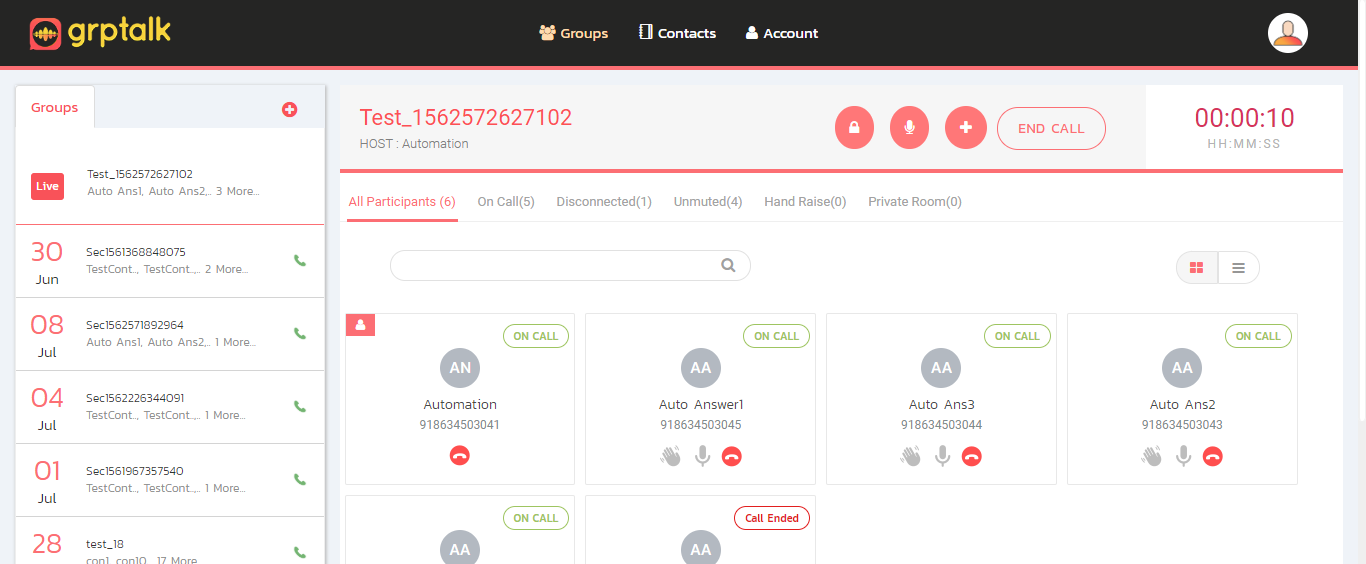 grptalk
Groups Contacts Account
Groups
Live
Test_1562572627102
Auto Ans1, Auto Ans2,.. 3 More...
30 Jun
Sec1561368848075
TestCont.., TestCont..,.. 2 More...
08 Jul
Sec1562571892964
Auto Ans1, Auto Ans2,.. 1 More...
04 Jul
Sec1562226344091
TestCont.., TestCont..,.. 1 More...
01 Jul
Sec1561967357540
TestCont.., TestCont..,.. 1 More...
28
test_18
con1, con10,.. 17 More...
Test_1562572627102
HOST : Automation
END CALL
00:00:10
HH:MM:SS
All Participants (6) On Call(5) Disconnected(1) Unmuted(4) Hand Raise(0) Private Room(0)
ON CALL
AN
Automation
918634503041
ON CALL
AA
Auto Answer1
918634503045
ON CALL
AA
Auto Ans3
918634503044
ON CALL
AA
Auto Ans2
918634503043
ON CALL
AA
Call Ended
AA